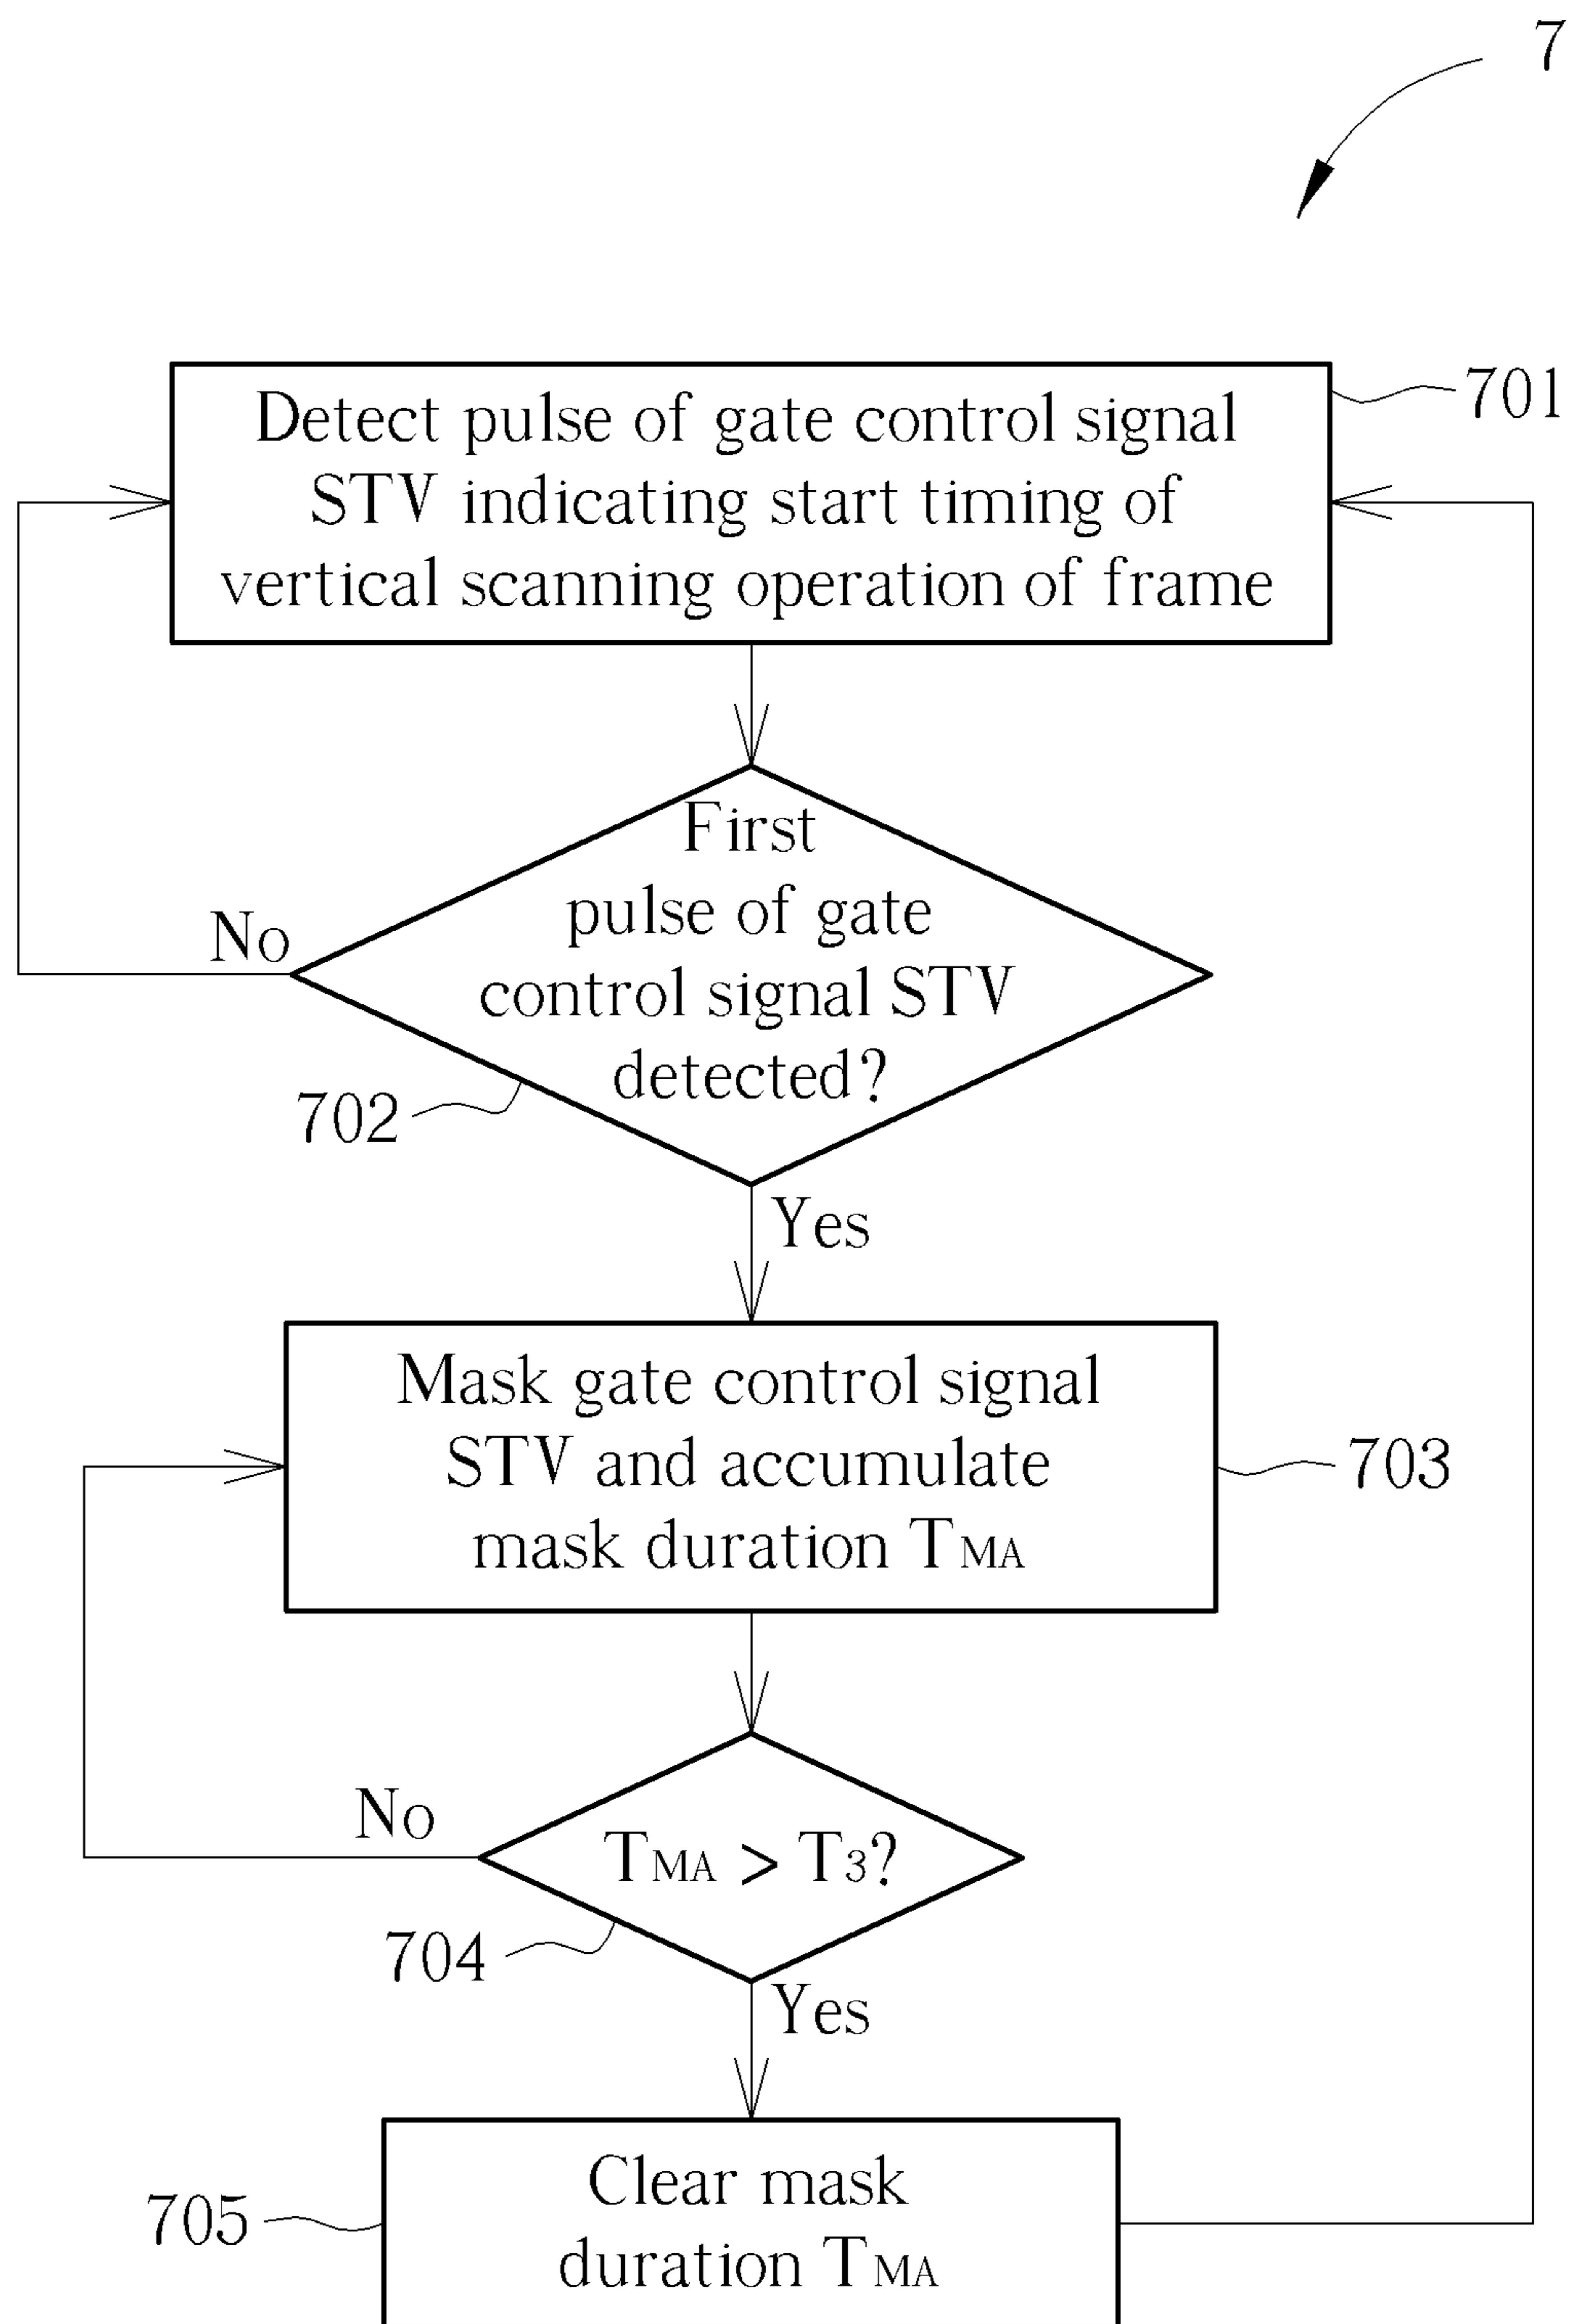 7
Detect pulse of gate control signal
STV indicating start timing of
vertical scanning operation of frame
701
First
pulse of gate
control signal STV
detected?
No
702
Yes
Mask gate control signal
STV and accumulate
mask duration TMA
703
TMA > T3?
No
704
Yes
Clear mask
duration TMA
705